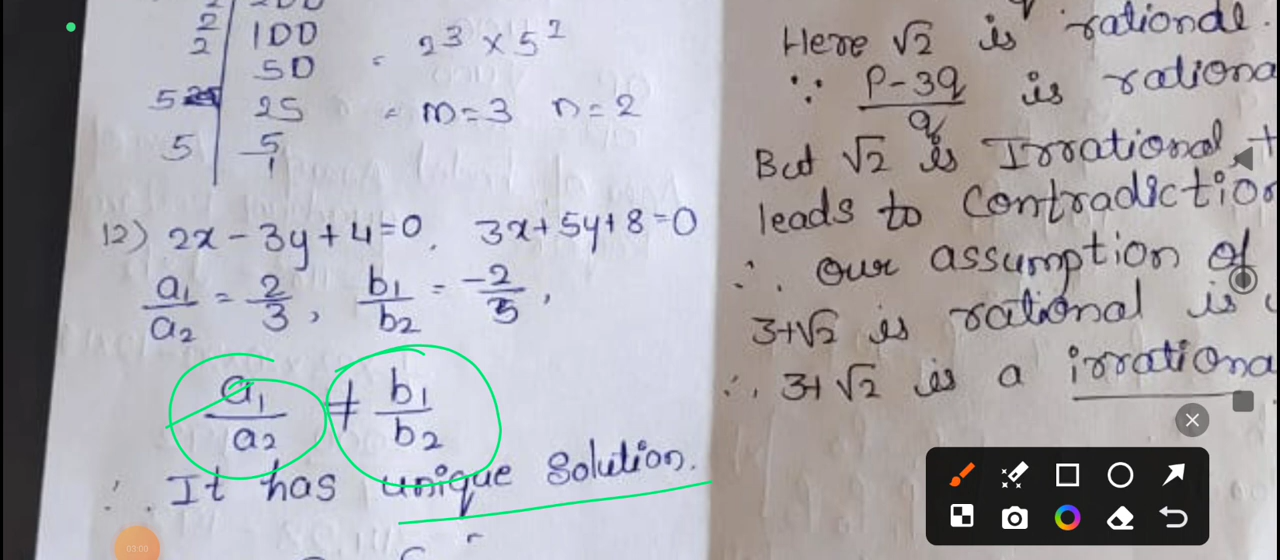 2 | 100
2 | 50 = 2³ × 5²
5 | 25 = m=3 n=2
5 | 5
1
12) 2x - 3y + 4 = 0. 3x + 5y + 8 = 0
a₁/a₂ = 2/3, b₁/b₂ = -2/5,
a₁/a₂ ≠ b₁/b₂
∴ It has unique solution.
Here √2 is rational.
∵ P-3q/q is rationa
But √2 is Irrational
leads to Contradiction
∴ our assumption of
3+√2 is rational is
∴ 3+√2 is a irrationa
03:00